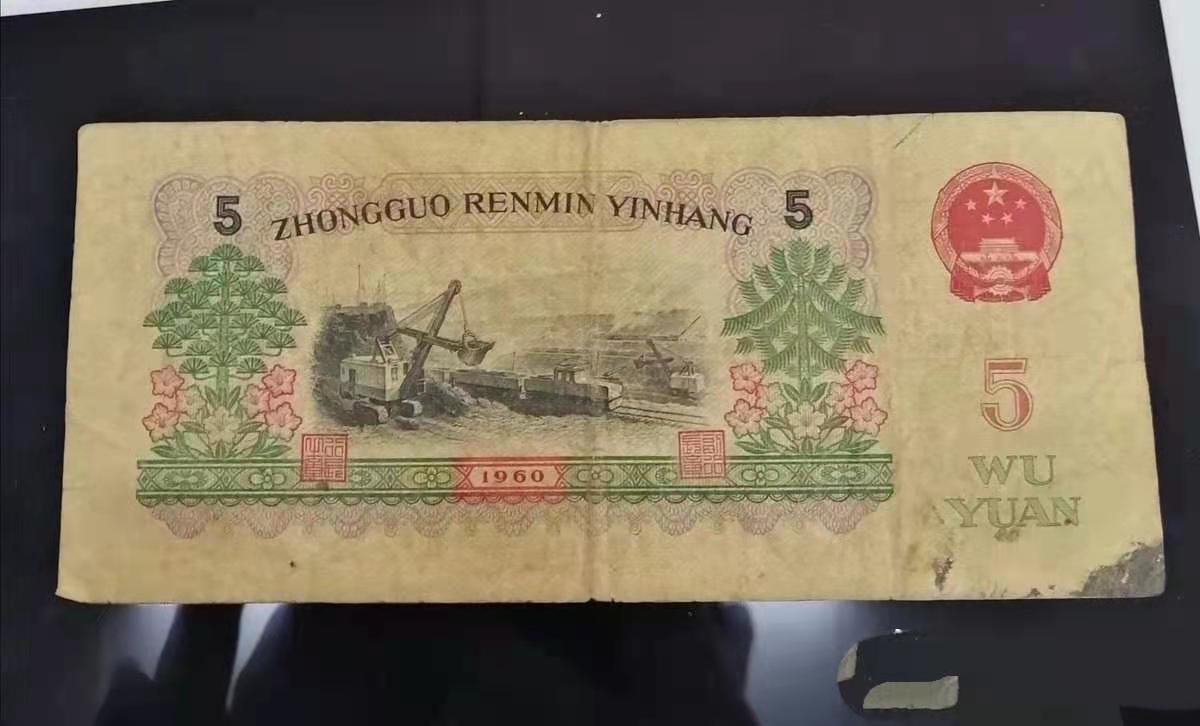 5 ZHONGGUO RENMIN YINHANG 5
5
WU
YUAN
1960